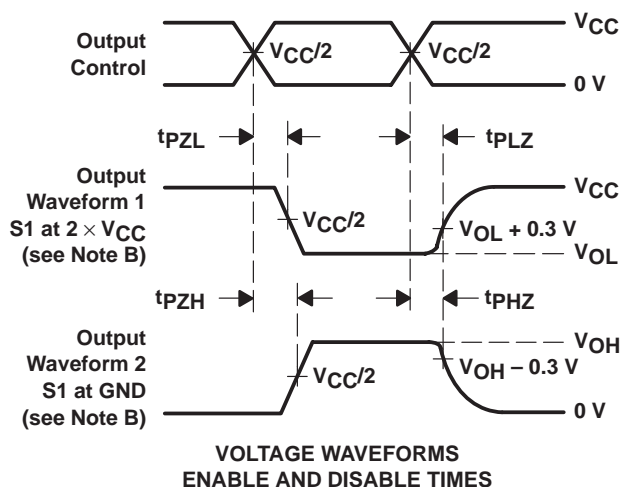 Output
Control
VCC/2
VCC/2
VCC
0 V
tPZL
tPLZ
Output
Waveform 1
S1 at 2 × VCC
(see Note B)
VCC/2
VCC
VOL + 0.3 V
VOL
tPZH
tPHZ
Output
Waveform 2
S1 at GND
(see Note B)
VCC/2
VOH
VOH – 0.3 V
0 V
VOLTAGE WAVEFORMS
ENABLE AND DISABLE TIMES